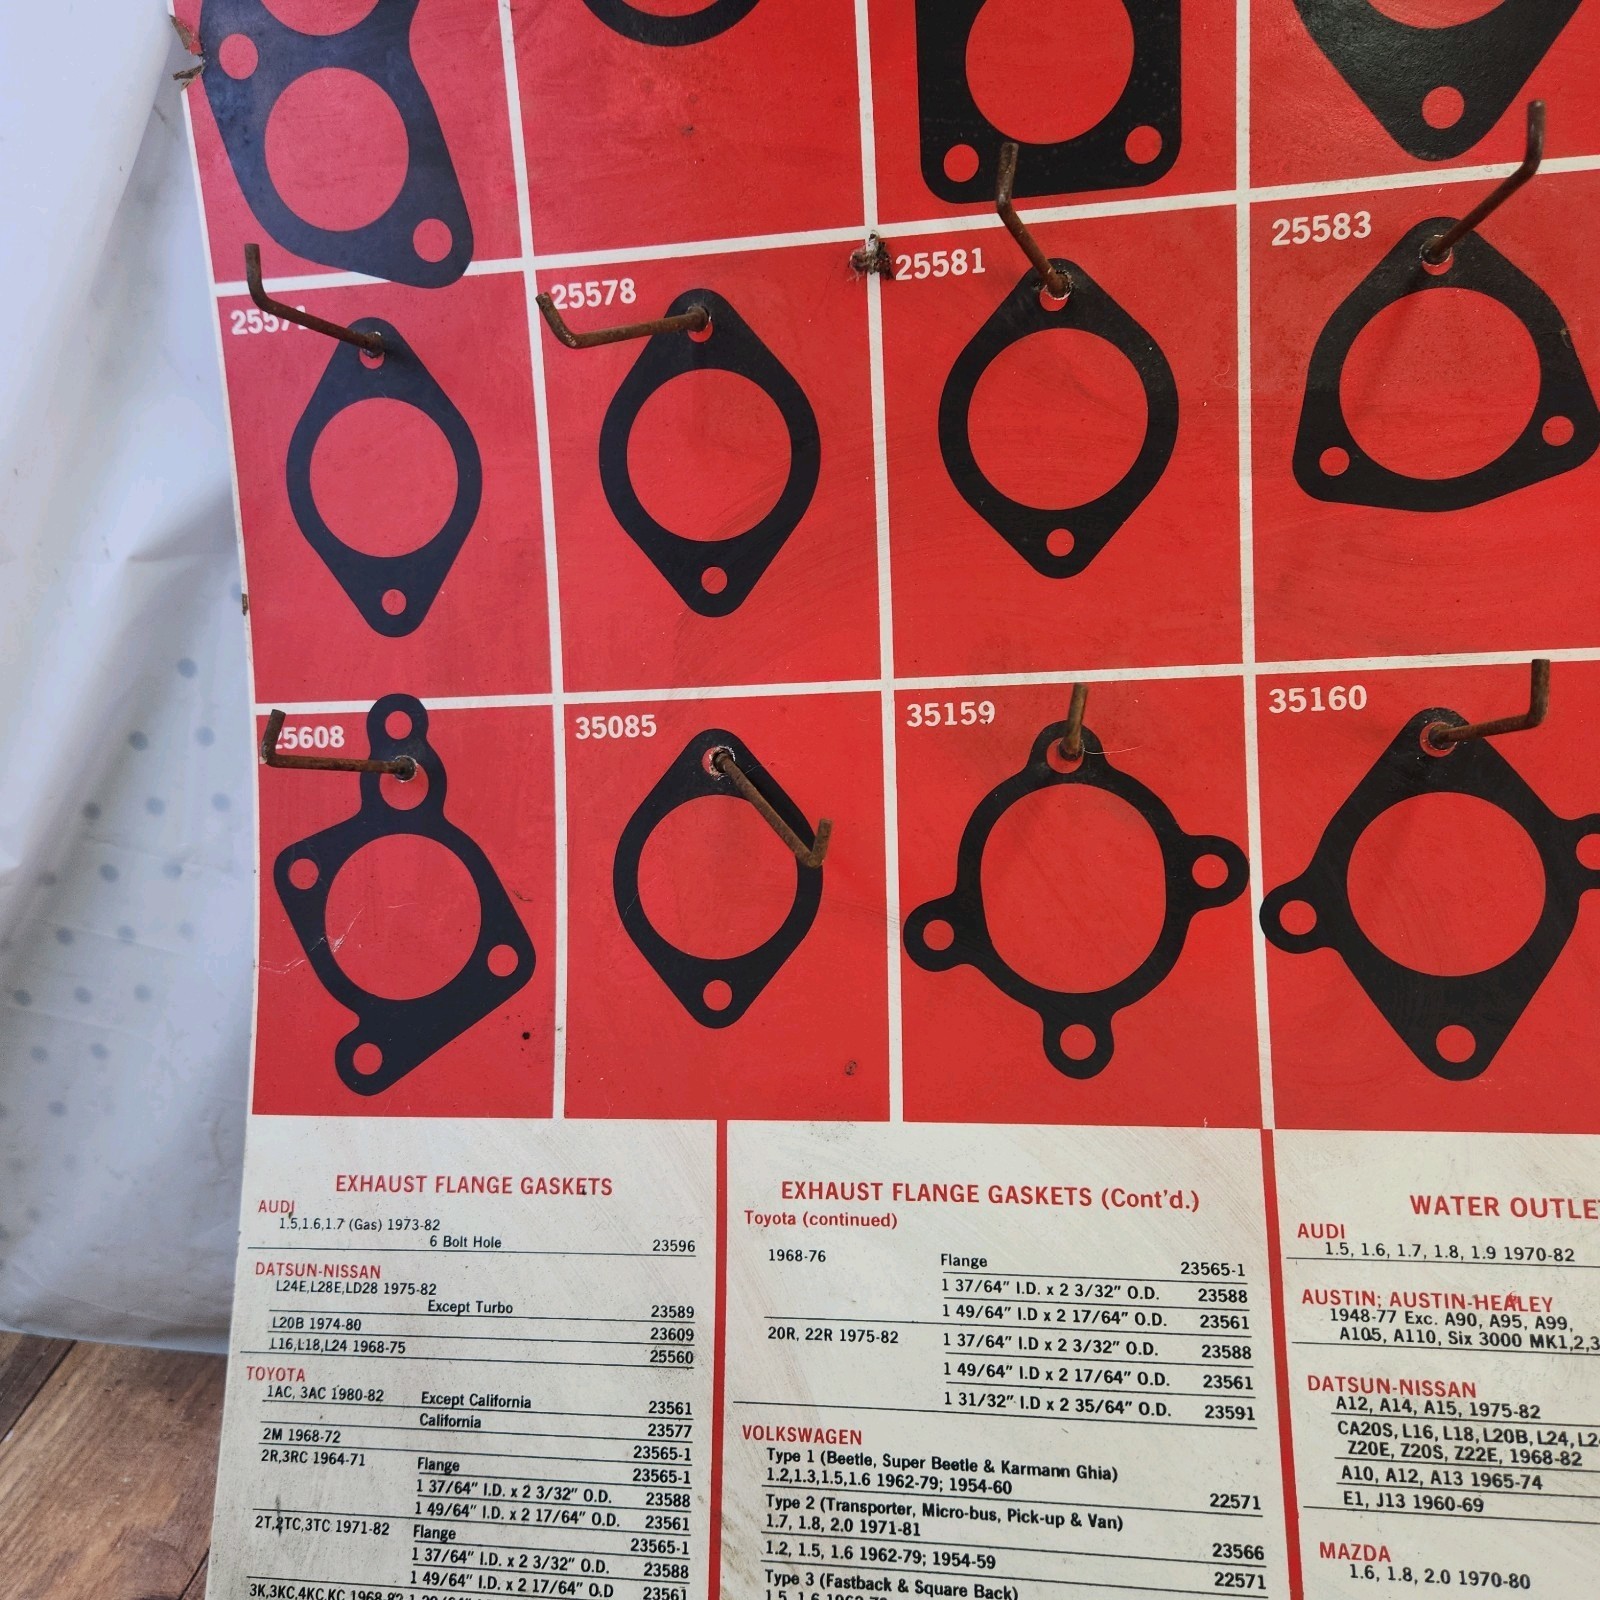 25578
25581
25583
25608
35085
35159
35160
EXHAUST FLANGE GASKETS
AUDI
1.5,1.6,1.7 (Gas) 1973-82
6 Bolt Hole 23596
DATSUN-NISSAN
L24E,L28E,LD28 1975-82
Except Turbo 23589
L20B 1974-80 23609
L16,L18,L24 1968-75 25560
TOYOTA
1AC, 3AC 1980-82 Except California 23561
California 23577
2M 1968-72 23565-1
2R,3RC 1964-71 Flange 23565-1
1 37/64" I.D. x 2 3/32" O.D. 23588
1 49/64" I.D. x 2 17/64" O.D. 23561
2T,2TC,3TC 1971-82 Flange 23565-1
1 37/64" I.D. x 2 3/32" O.D. 23588
1 49/64" I.D. x 2 17/64" O.D 23561
3K,3KC,4KC,KC
EXHAUST FLANGE GASKETS (Cont'd.)
Toyota (continued)
1968-76 Flange 23565-1
1 37/64" I.D. x 2 3/32" O.D. 23588
1 49/64" I.D x 2 17/64" O.D. 23561
20R, 22R 1975-82 1 37/64" I.D x 2 3/32" O.D. 23588
1 49/64" I.D x 2 17/64" O.D. 23561
1 31/32" I.D x 2 35/64" O.D. 23591
VOLKSWAGEN
Type 1 (Beetle, Super Beetle & Karmann Ghia)
1.2,1.3,1.5,1.6 1962-79; 1954-60 22571
Type 2 (Transporter, Micro-bus, Pick-up & Van)
1.7, 1.8, 2.0 1971-81 23566
1.2, 1.5, 1.6 1962-79; 1954-59 22571
Type 3 (Fastback & Square Back)
WATER
AUDI
1.5, 1.6, 1.7, 1.8, 1.9 1970-82
AUSTIN; AUSTIN-HEALEY
1948-77 Exc. A90, A95, A99,
A105, A110, Six 3000 MK1,2,3
DATSUN-NISSAN
A12, A14, A15, 1975-82
CA20S, L16, L18, L20B, L24,
Z20E, Z20S, Z22E, 1968-82
A10, A12, A13 1965-74
E1, J13 1960-69
MAZDA
1.6, 1.8, 2.0 1970-80